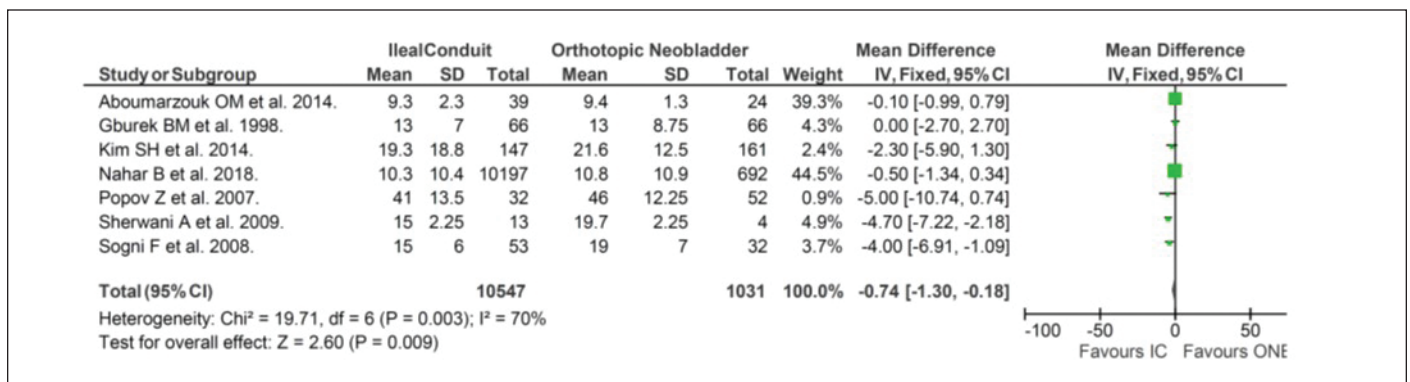 IlealConduit Orthotopic Neobladder Mean Difference Mean Difference
Study or Subgroup Mean SD Total Mean SD Total Weight IV, Fixed, 95% CI IV, Fixed, 95% CI
Aboumarzouk OM et al. 2014. 9.3 2.3 39 9.4 1.3 24 39.3% -0.10 [-0.99, 0.79]
Gburek BM et al. 1998. 13 7 66 13 8.75 66 4.3% 0.00 [-2.70, 2.70]
Kim SH et al. 2014. 19.3 18.8 147 21.6 12.5 161 2.4% -2.30 [-5.90, 1.30]
Nahar B et al. 2018. 10.3 10.4 10197 10.8 10.9 692 44.5% -0.50 [-1.34, 0.34]
Popov Z et al. 2007. 41 13.5 32 46 12.25 52 0.9% -5.00 [-10.74, 0.74]
Sherwani A et al. 2009. 15 2.25 13 19.7 2.25 4 4.9% -4.70 [-7.22, -2.18]
Sogni F et al. 2008. 15 6 53 19 7 32 3.7% -4.00 [-6.91, -1.09]
Total (95% CI) 10547 1031 100.0% -0.74 [-1.30, -0.18]
Heterogeneity: Chi² = 19.71, df = 6 (P = 0.003); I² = 70%
Test for overall effect: Z = 2.60 (P = 0.009)
-100 -50 0 50
Favours IC Favours ONE